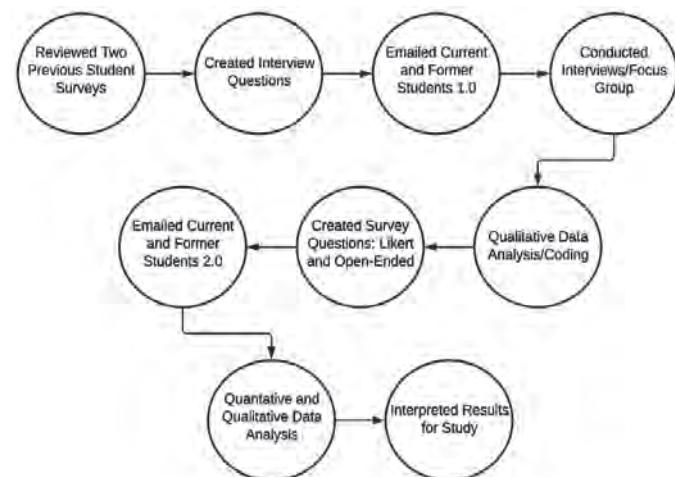 Reviewed Two
Previous Student
Surveys
Created Interview
Questions
Emailed Current
and Former
Students 1.0
Conducted
Interviews/Focus
Group
Qualitative Data
Analysis/Coding
Created Survey
Questions: Likert
and Open-Ended
Emailed Current
and Former
Students 2.0
Quantative and
Qualitative Data
Analysis
Interpreted Results
for Study